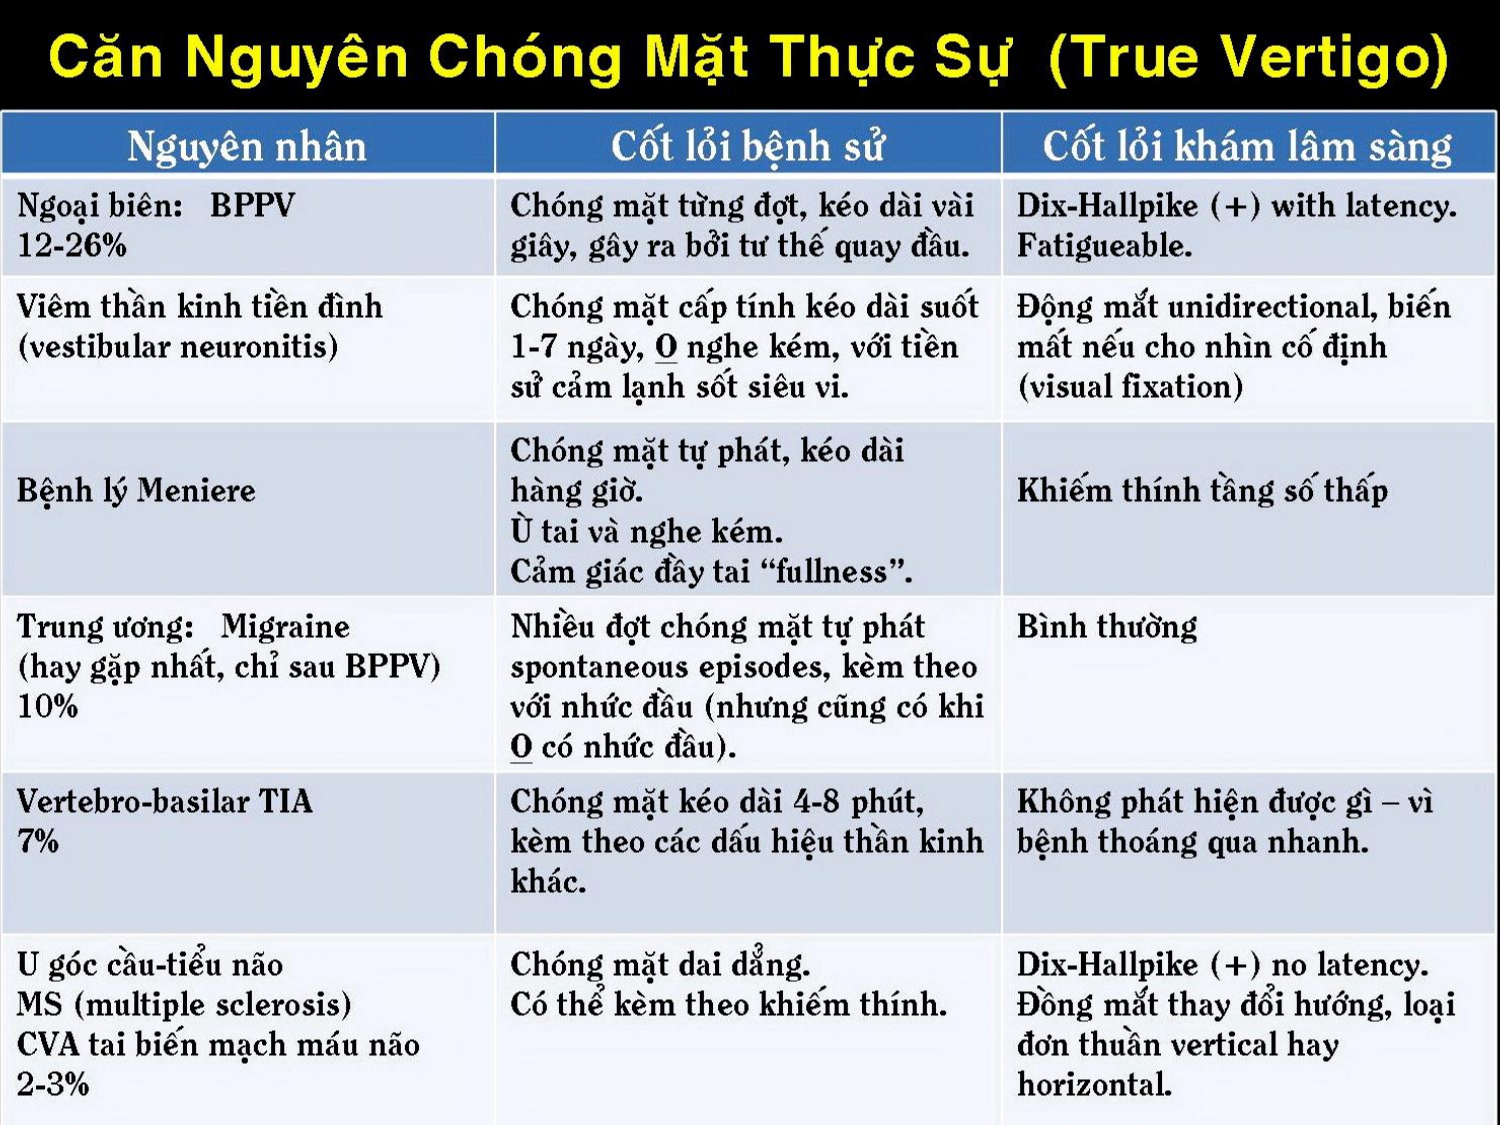 Căn Nguyên Chóng Mặt Thực Sự (True Vertigo)
Nguyên nhân
Cốt lỏi bệnh sử
Cốt lỏi khám lâm sàng
Ngoại biên: BPPV
12-26%
Chóng mặt từng đợt, kéo dài vài
giây, gây ra bởi tư thế quay đầu.
Dix-Hallpike (+) with latency.
Fatigueable.
Viêm thần kinh tiền đình
(vestibular neuronitis)
Chóng mặt cấp tính kéo dài suốt
1-7 ngày, O nghe kém, với tiền
sử cảm lạnh sốt siêu vi.
Động mắt unidirectional, biến
mất nếu cho nhìn cố định
(visual fixation)
Bệnh lý Meniere
Chóng mặt tự phát, kéo dài
hàng giờ.
Ù tai và nghe kém.
Cảm giác đầy tai “fullness”.
Khiếm thính tầng số thấp
Trung ương: Migraine
(hay gặp nhất, chỉ sau BPPV)
10%
Nhiều đợt chóng mặt tự phát
spontaneous episodes, kèm theo
với nhức đầu (nhưng cũng có khi
O có nhức đầu).
Bình thường
Vertebro-basilar TIA
7%
Chóng mặt kéo dài 4-8 phút,
kèm theo các dấu hiệu thần kinh
khác.
Không phát hiện được gì – vì
bệnh thoáng qua nhanh.
U góc cầu-tiểu não
MS (multiple sclerosis)
CVA tai biến mạch máu não
2-3%
Chóng mặt dai dẳng.
Có thể kèm theo khiếm thính.
Dix-Hallpike (+) no latency.
Đồng mắt thay đổi hướng, loại
đơn thuần vertical hay
horizontal.